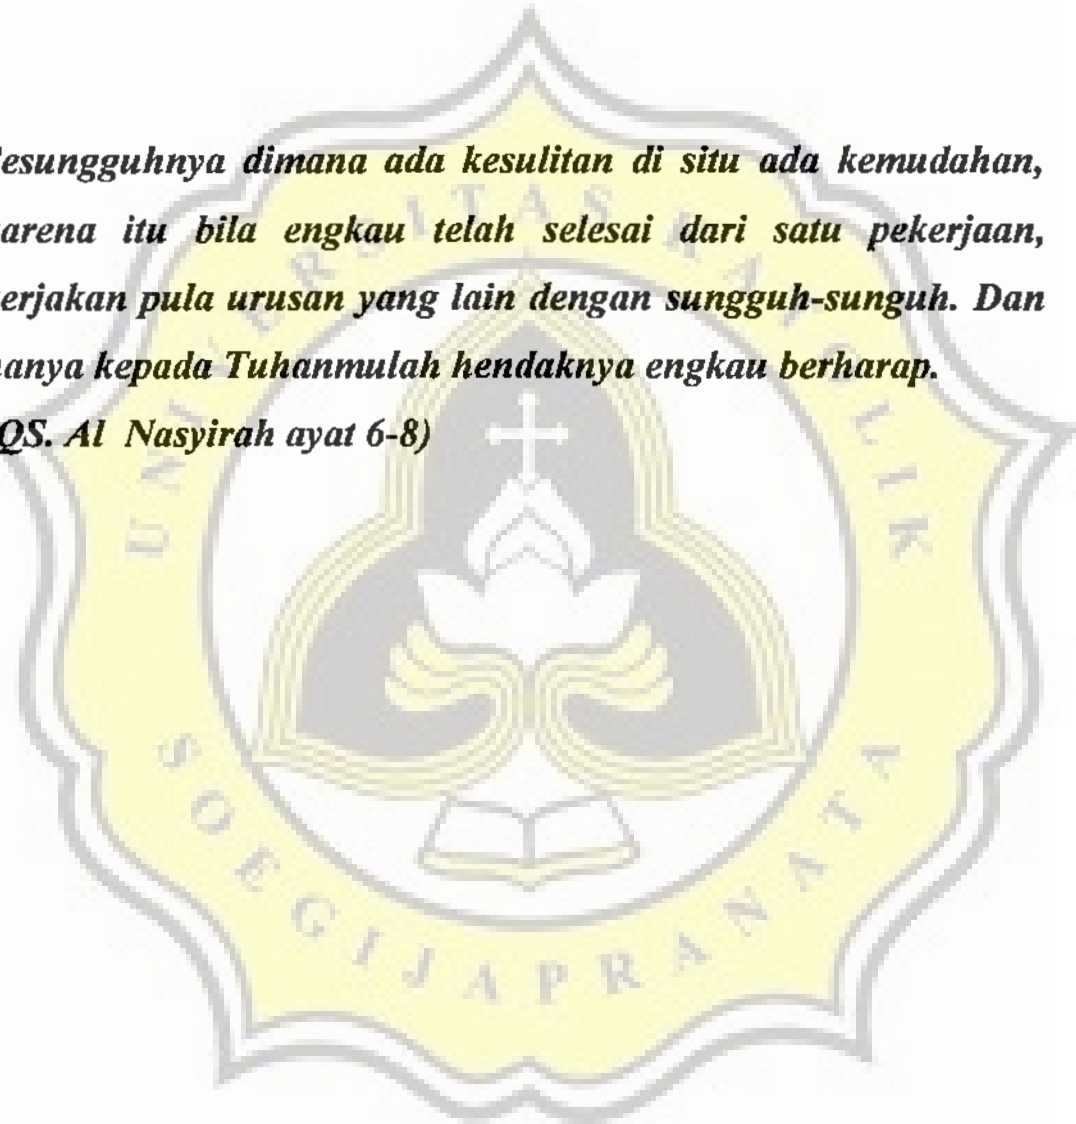 esungguhnya dimana ada kesulitan di situ ada kemudahan,
arena itu bila engkau telah selesai dari satu pekerjaan,
erjakan pula urusan yang lain dengan sungguh-sunguh. Dan
anya kepada Tuhanmulah hendaknya engkau berharap.
QS. Al Nasyirah ayat 6-8)
UNIVERSITAS KATOLIK
SOEGIJAPRANATA